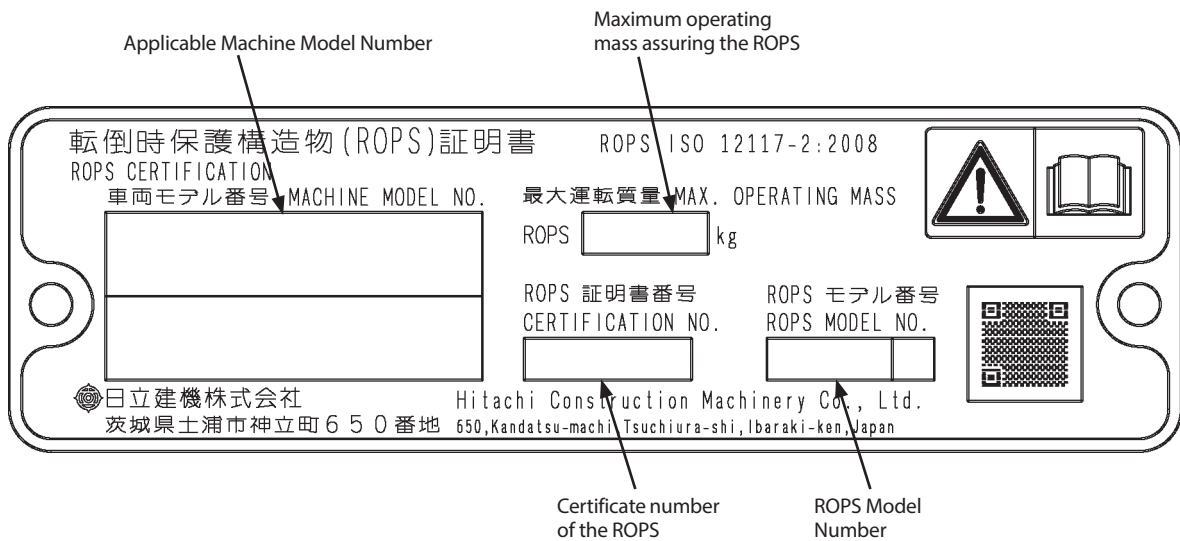 Applicable Machine Model Number
Maximum operating
mass assuring the ROPS
転倒時保護構造物(ROPS)証明書
ROPS CERTIFICATION
ROPS ISO 12117-2:2008
車両モデル番号 MACHINE MODEL NO.
最大運転質量 MAX. OPERATING MASS
ROPS kg
ROPS 証明書番号
CERTIFICATION NO.
ROPS モデル番号
ROPS MODEL NO.
日立建機株式会社 Hitachi Construction Machinery Co., Ltd.
茨城県土浦市神立町650番地 650,Kandatsu-machi,Tsuchiura-shi,Ibaraki-ken,Japan
Certificate number
of the ROPS
ROPS Model
Number